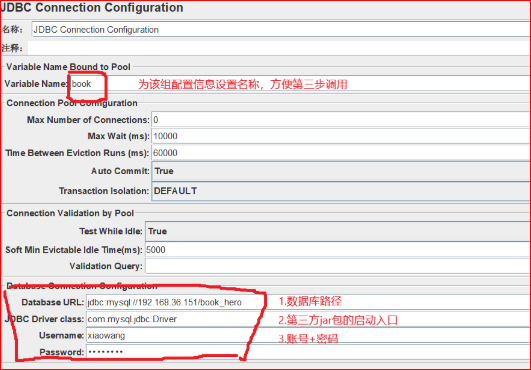 JDBC Connection Configuration
名称： JDBC Connection Configuration
注释：
Variable Name Bound to Pool
Variable Name: book 为该组配置信息设置名称，方便第三步调用
Connection Pool Configuration
Max Number of Connections: 0
Max Wait (ms): 10000
Time Between Eviction Runs (ms): 60000
Auto Commit: True
Transaction Isolation: DEFAULT
Connection Validation by Pool
Test While Idle: True
Soft Min Evictable Idle Time(ms): 5000
Validation Query:
Database Connection Configuration
Database URL: jdbc:mysql://192.168.36.151/book_hero 1.数据库路径
JDBC Driver class: com.mysql.jdbc.Driver 2.第三方jar包的启动入口
Username: xiaowang 3.账号+密码
Password: ••••••••